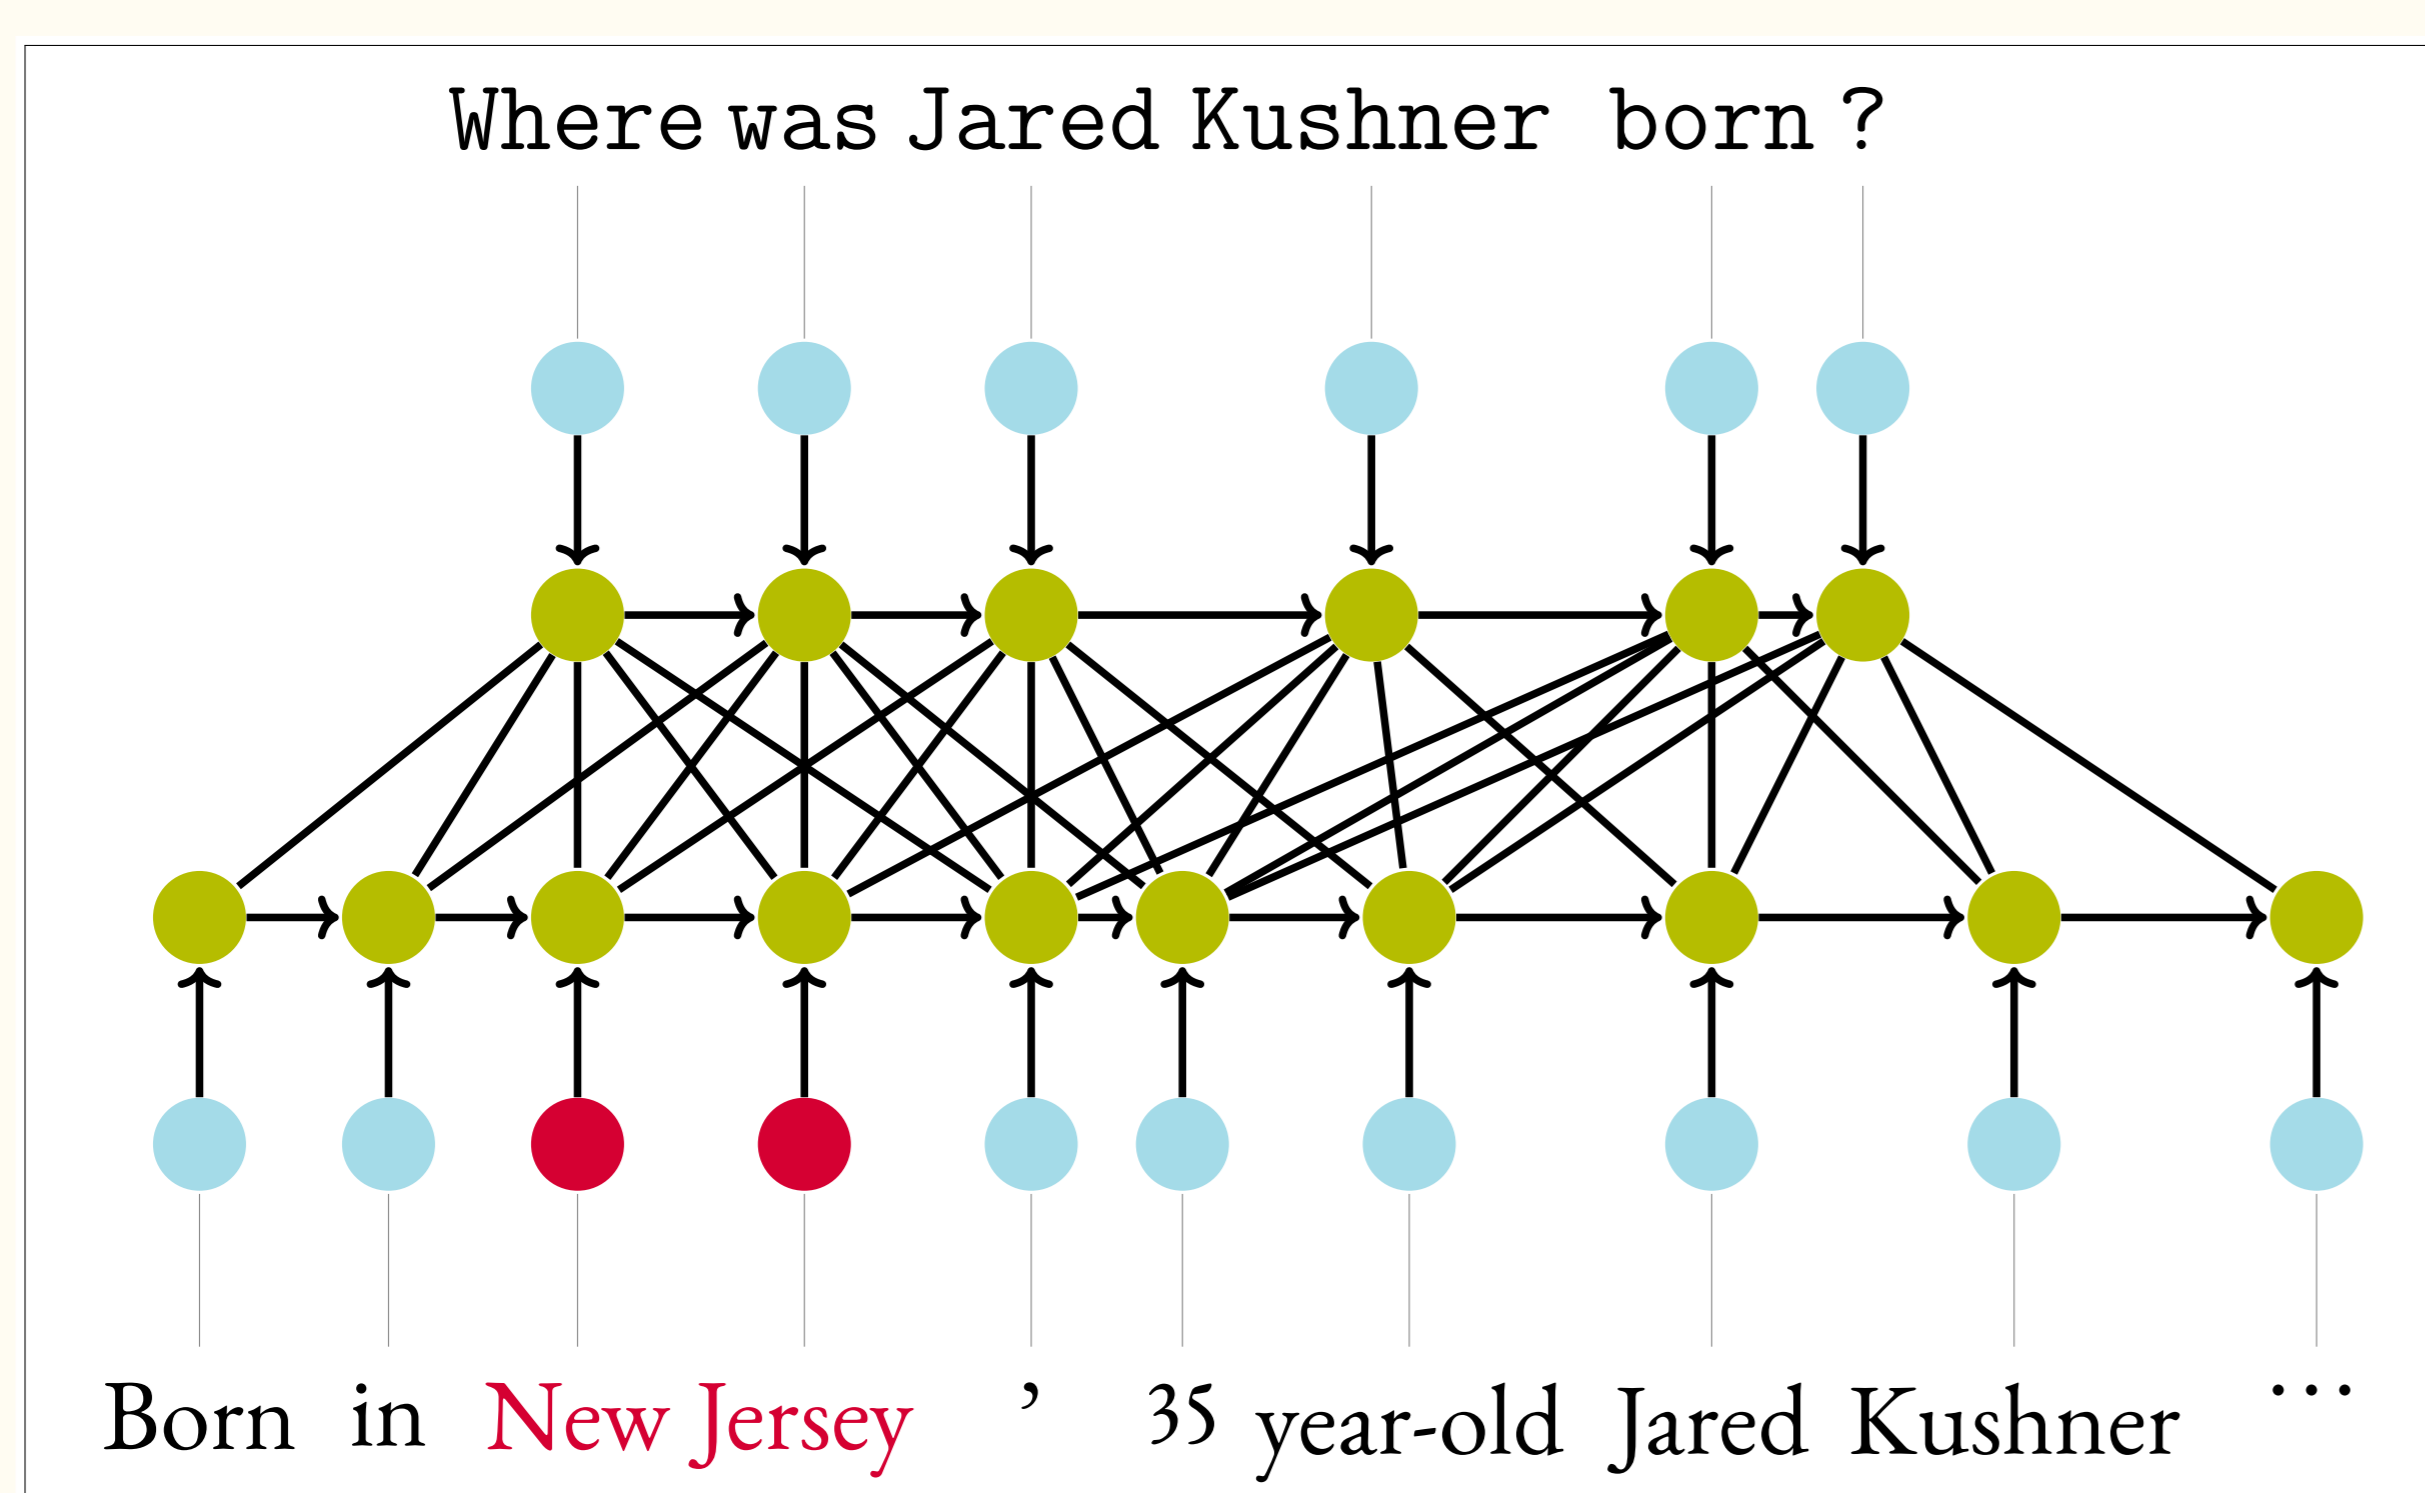 Where was Jared Kushner born ?
Born in New Jersey ’ 35 year-old Jared Kushner ...